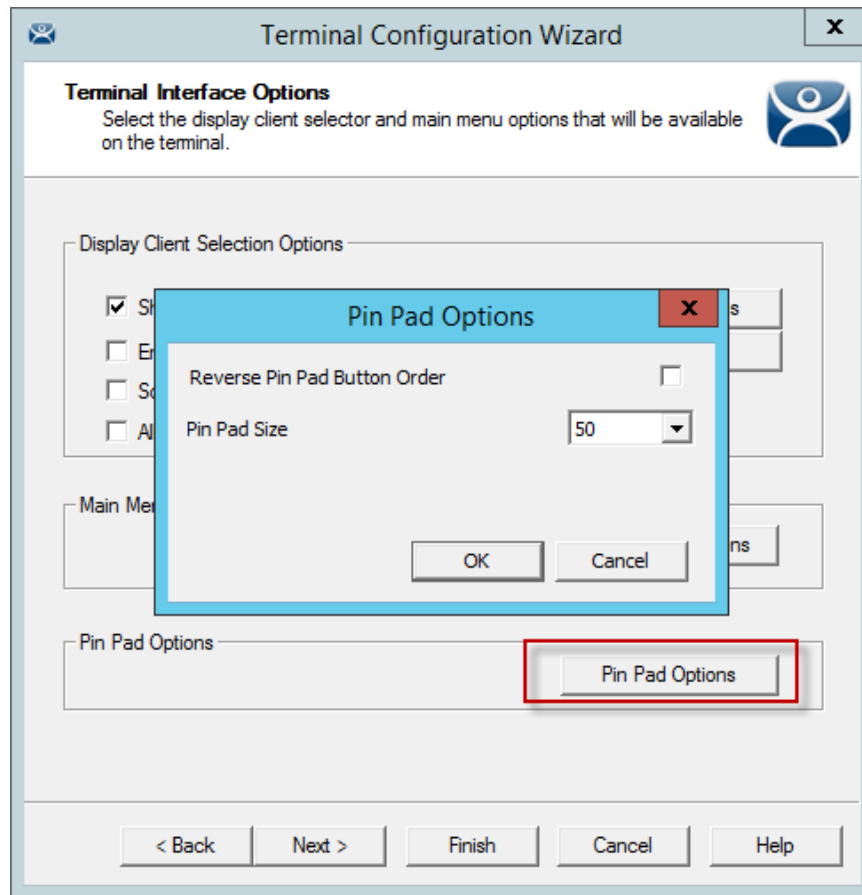 Terminal Configuration Wizard
x
Terminal Interface Options
Select the display client selector and main menu options that will be available
on the terminal.
Display Client Selection Options
Pin Pad Options
x
Reverse Pin Pad Button Order
Pin Pad Size
50
OK
Cancel
Pin Pad Options
Pin Pad Options
< Back
Next >
Finish
Cancel
Help